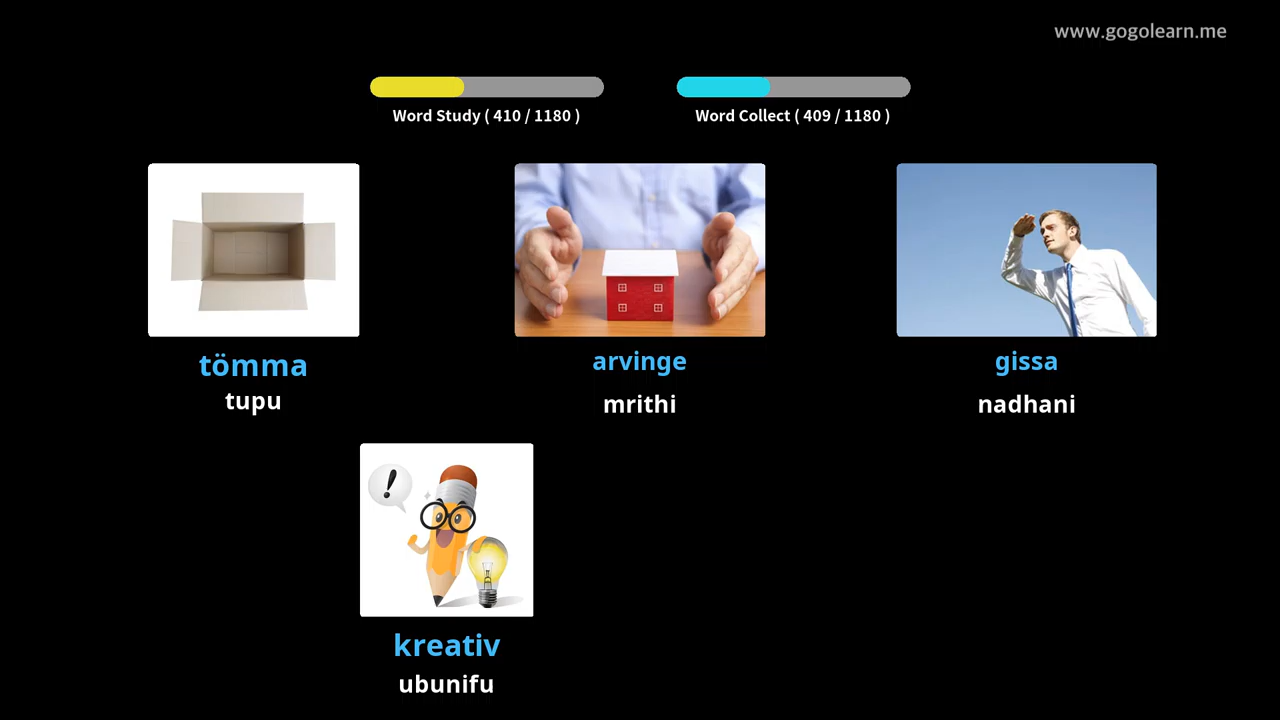 www.gogolearn.me
Word Study ( 410 / 1180 )
Word Collect ( 409 / 1180 )
tömma
tupu
arvinge
mrithi
gissa
nadhani
!
kreativ
ubunifu